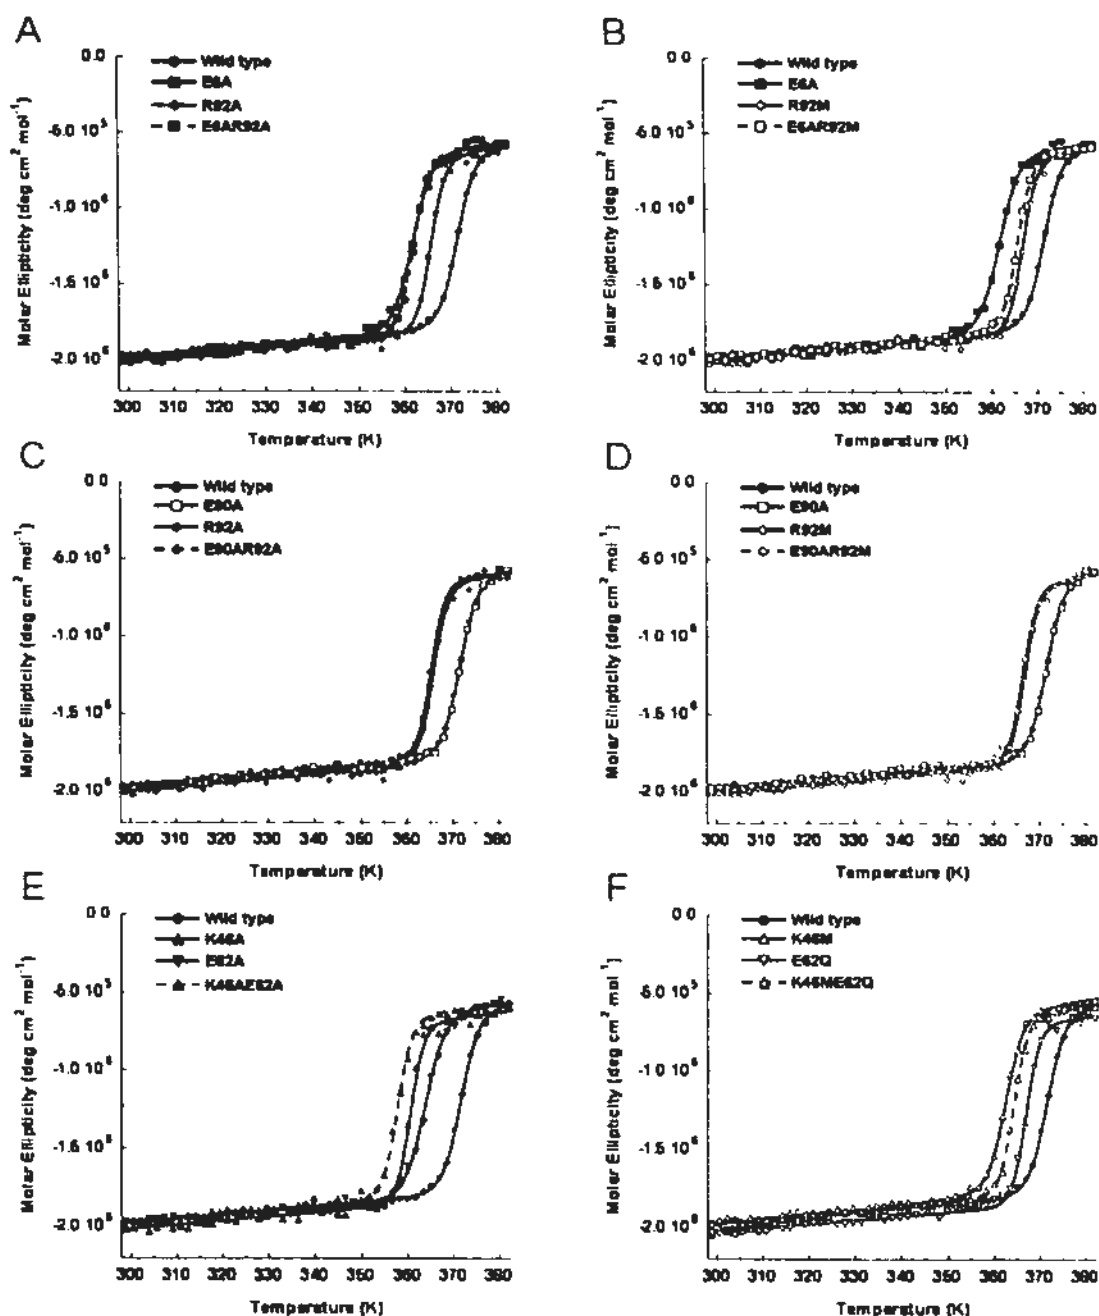 A
0.0
-5.0 10⁵
-1.0 10⁶
-1.5 10⁶
-2.0 10⁶
300 310 320 330 340 350 360 370 380
Molar Ellipticity (deg cm² mol⁻¹)
Temperature (K)
Wild type
E6A
R92A
E6AR92A
B
0.0
-5.0 10⁵
-1.0 10⁶
-1.5 10⁶
-2.0 10⁶
300 310 320 330 340 350 360 370 380
Molar Ellipticity (deg cm² mol⁻¹)
Temperature (K)
Wild type
E6A
R92M
E6AR92M
C
0.0
-5.0 10⁵
-1.0 10⁶
-1.5 10⁶
-2.0 10⁶
300 310 320 330 340 350 360 370 380
Molar Ellipticity (deg cm² mol⁻¹)
Temperature (K)
Wild type
E90A
R92A
E90AR92A
D
0.0
-5.0 10⁵
-1.0 10⁶
-1.5 10⁶
-2.0 10⁶
300 310 320 330 340 350 360 370 380
Molar Ellipticity (deg cm² mol⁻¹)
Temperature (K)
Wild type
E90A
R92M
E90AR92M
E
0.0
-5.0 10⁵
-1.0 10⁶
-1.5 10⁶
-2.0 10⁶
300 310 320 330 340 350 360 370 380
Molar Ellipticity (deg cm² mol⁻¹)
Temperature (K)
Wild type
K46A
E62A
K46AE62A
F
0.0
-5.0 10⁵
-1.0 10⁶
-1.5 10⁶
-2.0 10⁶
300 310 320 330 340 350 360 370 380
Molar Ellipticity (deg cm² mol⁻¹)
Temperature (K)
Wild type
K46M
E62Q
K46ME62Q